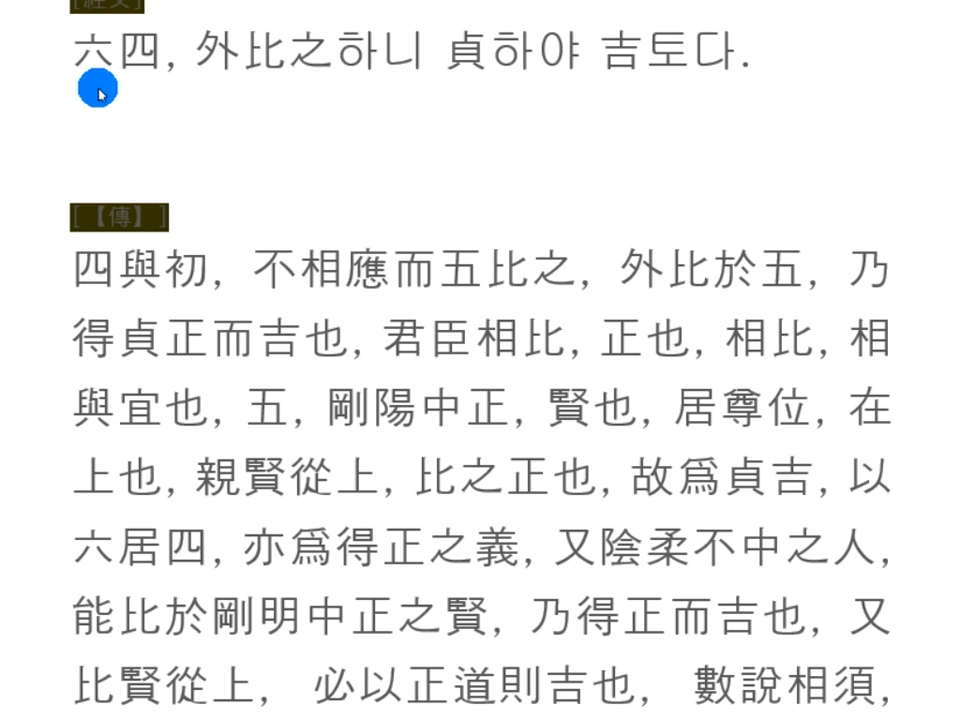 [經文]
六四, 外比之하니 貞하야 吉토다.
[【傳】]
四與初, 不相應而五比之, 外比於五, 乃
得貞正而吉也, 君臣相比, 正也, 相比, 相
與宜也, 五, 剛陽中正, 賢也, 居尊位, 在
上也, 親賢從上, 比之正也, 故爲貞吉, 以
六居四, 亦爲得正之義, 又陰柔不中之人,
能比於剛明中正之賢, 乃得正而吉也, 又
比賢從上, 必以正道則吉也, 數說相須,